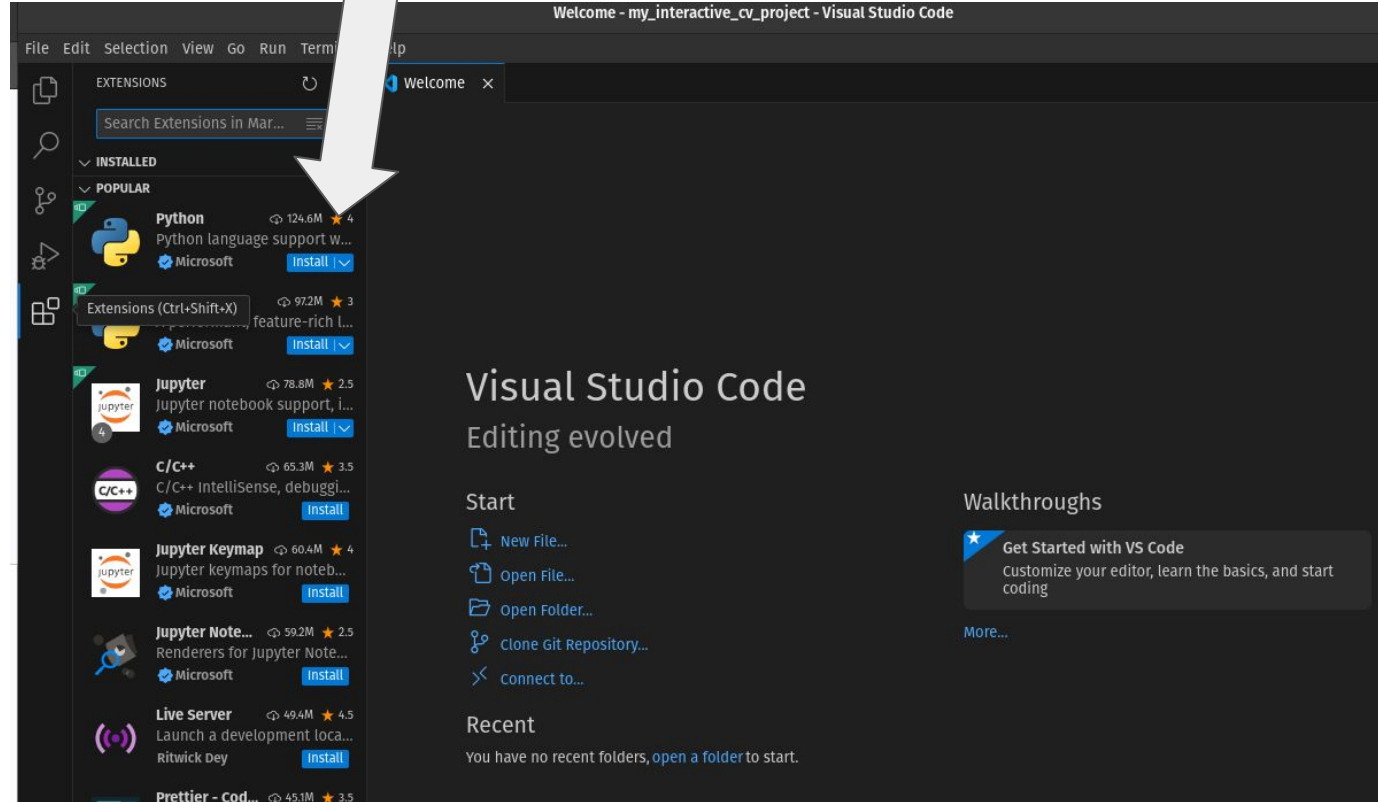 Welcome - my_interactive_cv_project - Visual Studio Code
File Edit Selection View Go Run
EXTENSIONS
Welcome
Search Extensions in Mar...
INSTALLED
POPULAR
Python 124.6M ★ 4
Python language support w...
Microsoft Install
97.2M ★ 3
Extensions (Ctrl+Shift+X)
feature-rich l...
Microsoft Install
Jupyter 78.8M ★ 2.5
Jupyter notebook support, i...
jupyter
4
Microsoft Install
C/C++ 65.3M ★ 3.5
C/C++ IntelliSense, debuggi...
C/C++
Microsoft Install
Jupyter Keymap 60.4M ★ 4
Jupyter keymaps for noteb...
jupyter
Microsoft Install
Jupyter Note... 59.2M ★ 2.5
Renderers for Jupyter Note...
Microsoft Install
Live Server 49.4M ★ 4.5
Launch a development loca...
Ritwick Dey Install
Prettier - Cod... 45.1M ★ 3.5
Visual Studio Code
Editing evolved
Start
New File...
Open File...
Open Folder...
Clone Git Repository...
Connect to...
Recent
You have no recent folders, open a folder to start.
Walkthroughs
Get Started with VS Code
Customize your editor, learn the basics, and start
coding
More...